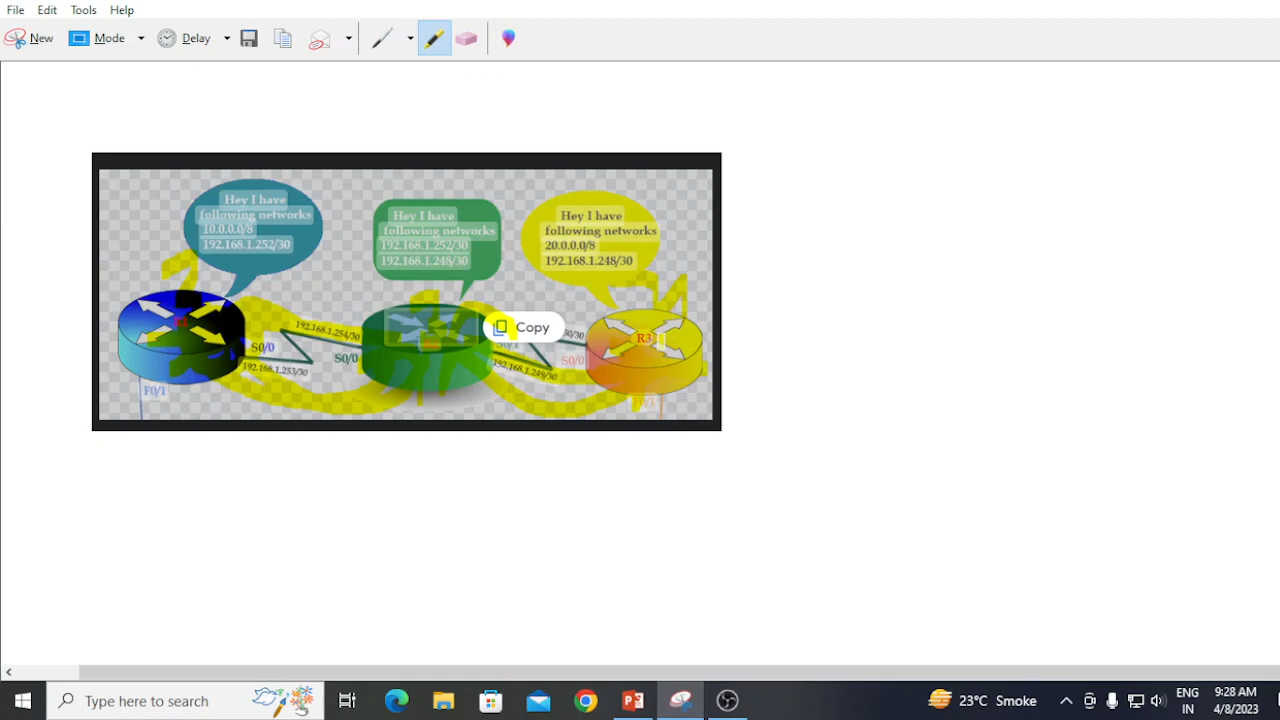 File Edit Tools Help
New Mode Delay
Hey I have
following networks
10.0.0.0/8
192.168.1.252/30
Hey I have
following networks
192.168.1.252/30
192.168.1.248/30
Hey I have
following networks
20.0.0.0/8
192.168.1.248/30
192.168.1.254/30
S0/0
S0/0
192.168.1.253/30
F0/1
Copy
50/30
S0/1
S0/0
192.168.1.249/30
R3
Type here to search
23°C Smoke
ENG
IN
9:28 AM
4/8/2023